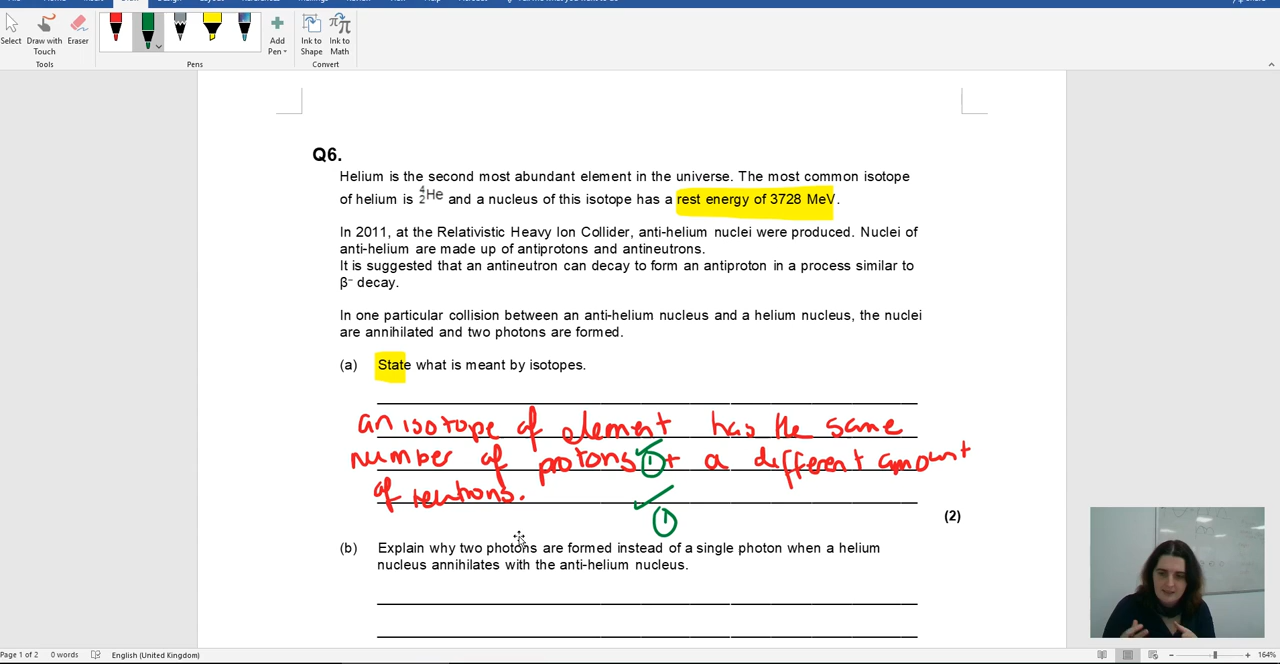 Select
Draw with
Touch
Eraser
Tools
Pens
Add
Pen
Ink to
Shape
Ink to
Math
Convert
Q6.
Helium is the second most abundant element in the universe. The most common isotope
of helium is ⁴₂He and a nucleus of this isotope has a rest energy of 3728 MeV.
In 2011, at the Relativistic Heavy Ion Collider, anti-helium nuclei were produced. Nuclei of
anti-helium are made up of antiprotons and antineutrons.
It is suggested that an antineutron can decay to form an antiproton in a process similar to
β⁻ decay.
In one particular collision between an anti-helium nucleus and a helium nucleus, the nuclei
are annihilated and two photons are formed.
(a) State what is meant by isotopes.
an isotope of element has the same
number of protons ① + a different amount
of neutrons.
①
(2)
(b) Explain why two photons are formed instead of a single photon when a helium
nucleus annihilates with the anti-helium nucleus.
Page 1 of 2 0 words English (United Kingdom) 164%